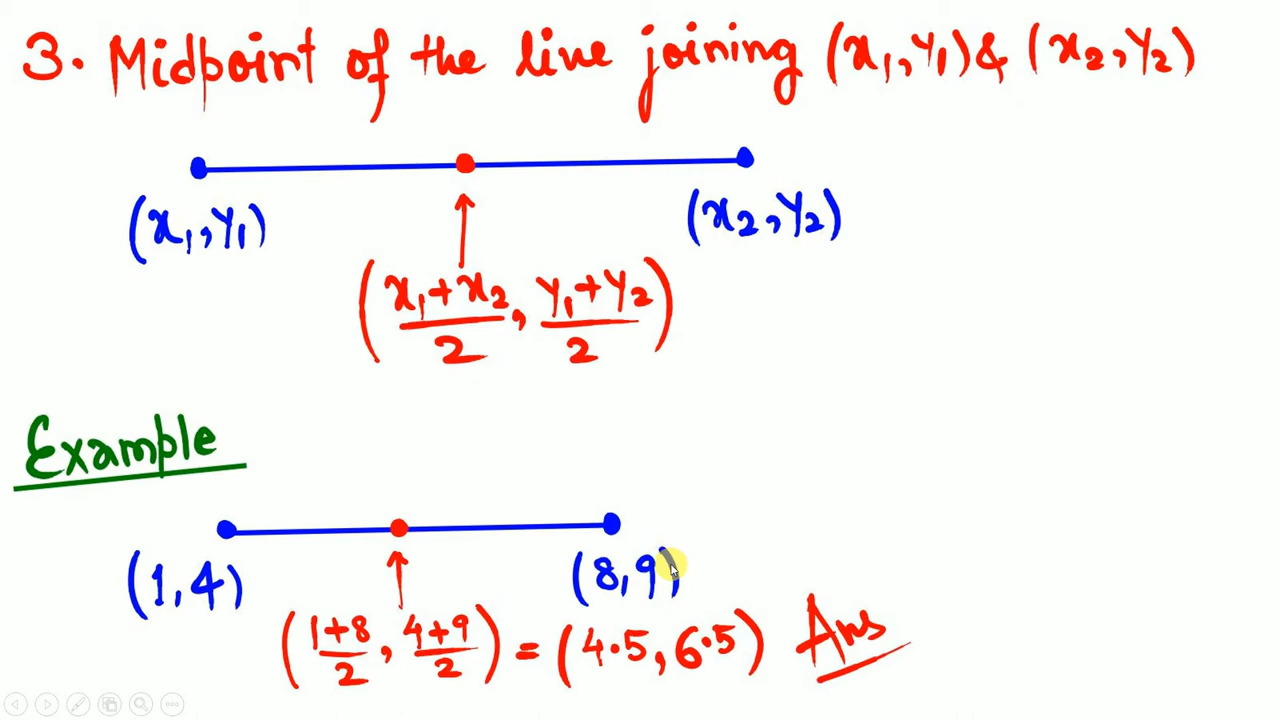 3. Midpoint of the line joining (x₁,y₁) & (x₂,y₂)
(x₁,y₁) (x₂,y₂)
(x₁+x₂/2, y₁+y₂/2)
Example
(1,4) (8,9)
(1+8/2, 4+9/2) = (4.5, 6.5) Ans